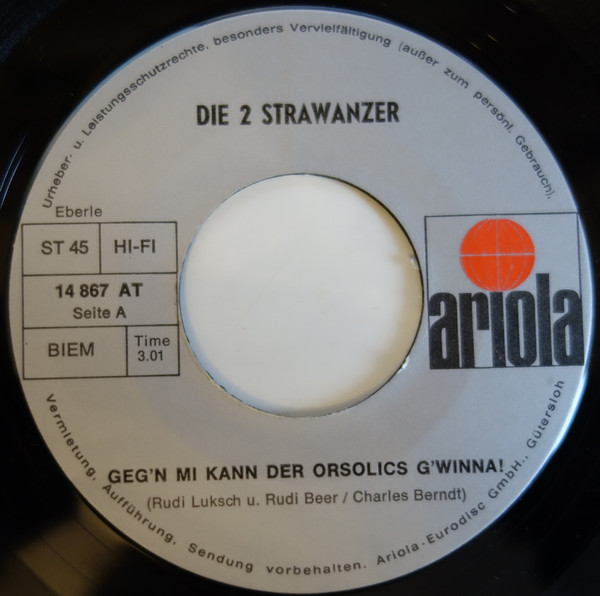 Urheber- u. Leistungsschutzrechte, besonders Vervielfältigung (außer zum persönl. Gebrauch),
DIE 2 STRAWANZER
Eberle
ST 45 HI-FI
14 867 AT
Seite A
BIEM
Time
3.01
ariola
GEG'N MI KANN DER ORSOLICS G'WINNA!
(Rudi Luksch u. Rudi Beer / Charles Berndt)
Vermietung, Aufführung, Sendung vorbehalten. Ariola-Eurodisc GmbH., Gütersloh